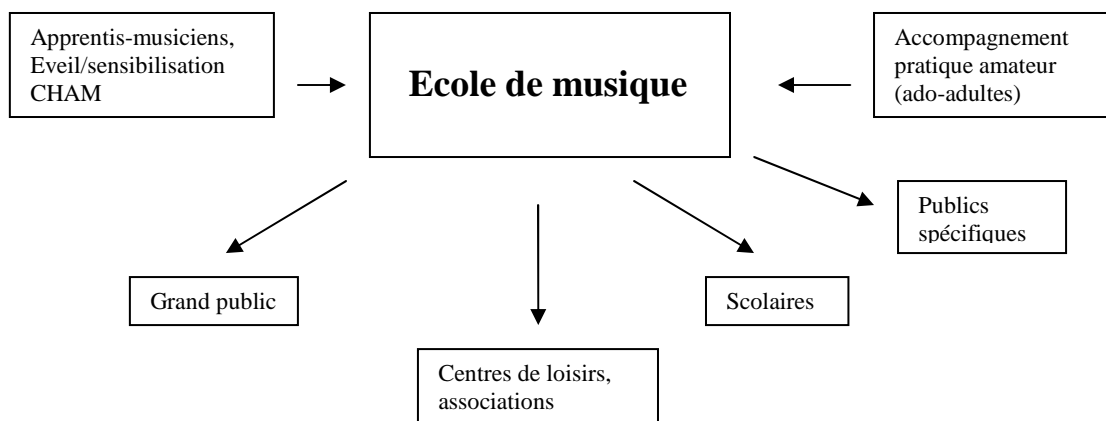 Apprentis-musiciens,
Eveil/sensibilisation
CHAM
Ecole de musique
Accompagnement
pratique amateur
(ado-adultes)
Publics
spécifiques
Grand public
Scolaires
Centres de loisirs,
associations